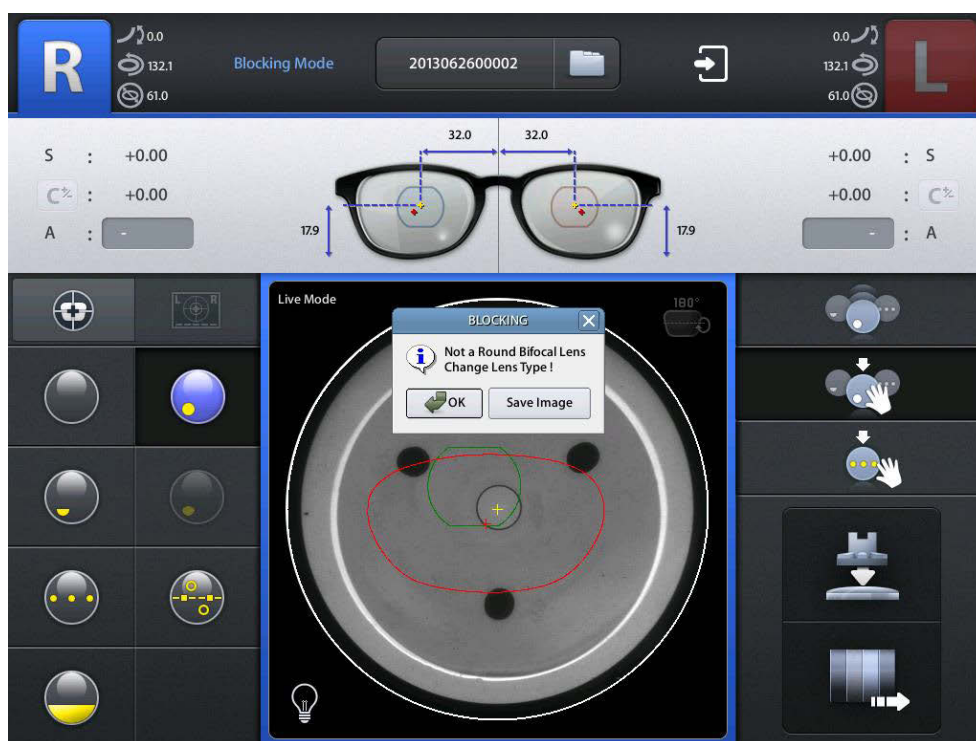 R
0.0
132.1
61.0
Blocking Mode
2013062600002
0.0
132.1
61.0
L
S : +0.00
C+/- : +0.00
A : -
32.0 32.0
17.9 17.9
+0.00 : S
+0.00 : C+/-
- : A
L R
Live Mode
180°
BLOCKING
Not a Round Bifocal Lens
Change Lens Type !
OK Save Image